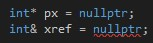 int* px = nullptr;
int& xref = nullptr;